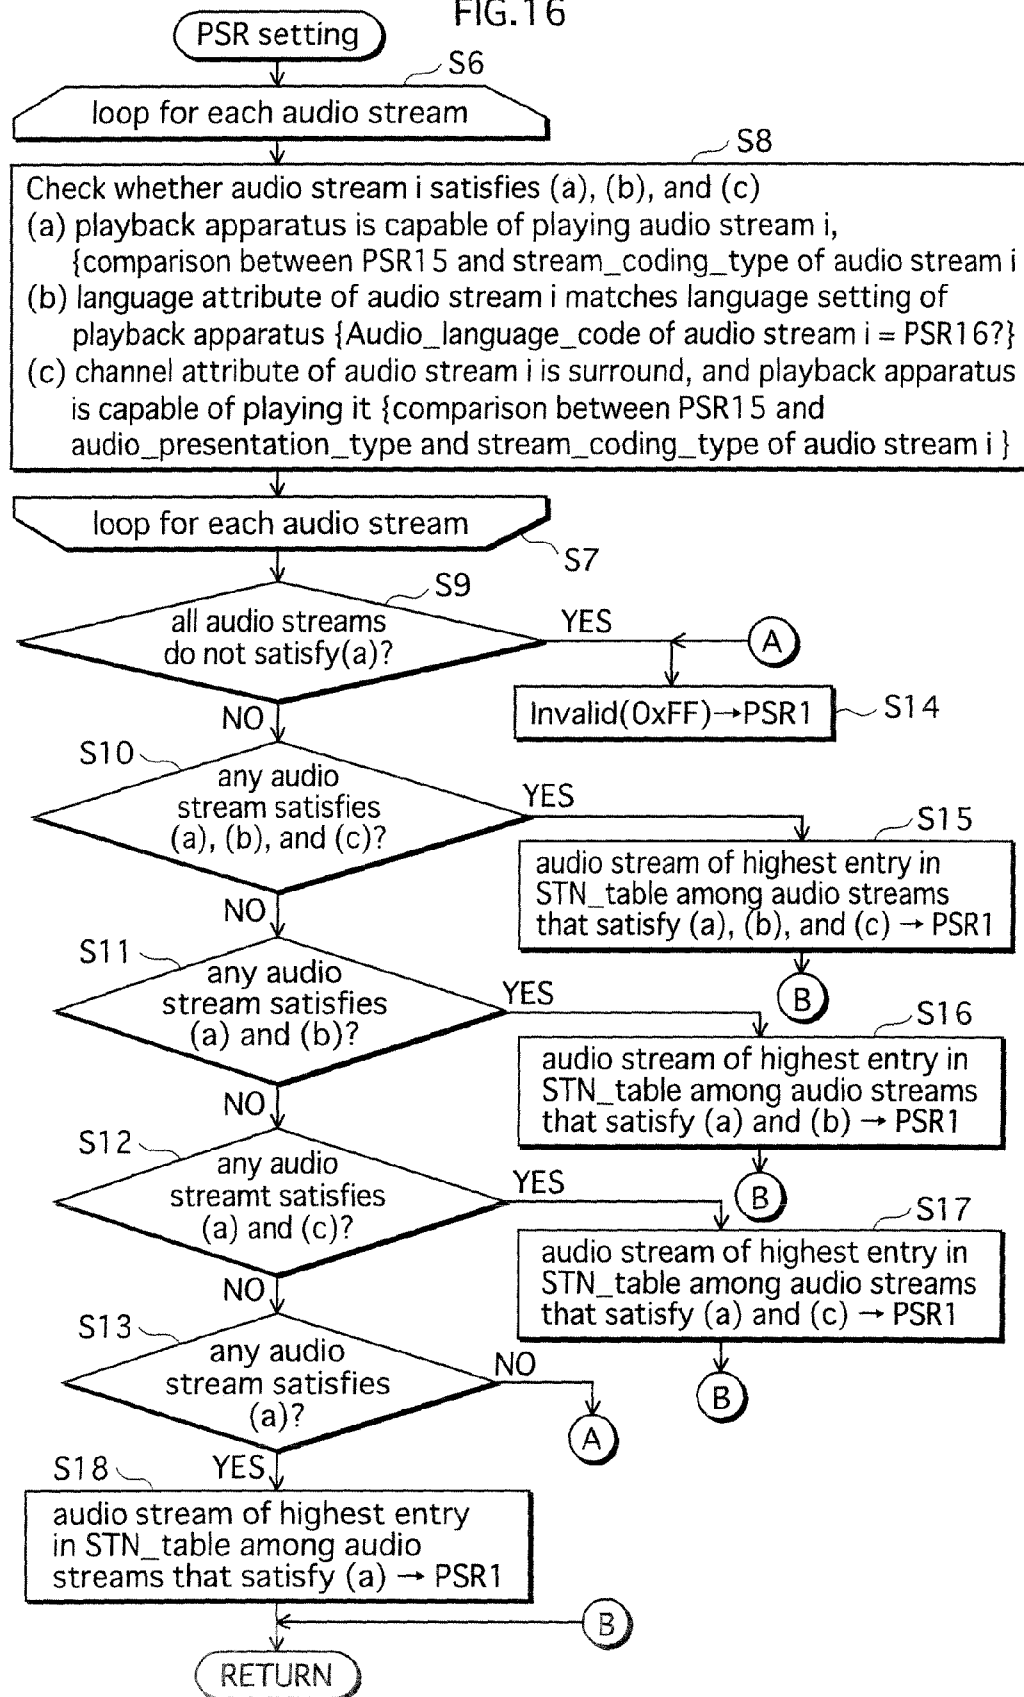 FIG.16
PSR setting
S6
loop for each audio stream
S8
Check whether audio stream i satisfies (a), (b), and (c)
(a) playback apparatus is capable of playing audio stream i,
{comparison between PSR15 and stream_coding_type of audio stream i
(b) language attribute of audio stream i matches language setting of
playback apparatus {Audio_language_code of audio stream i = PSR16?}
(c) channel attribute of audio stream i is surround, and playback apparatus
is capable of playing it {comparison between PSR15 and
audio_presentation_type and stream_coding_type of audio stream i }
loop for each audio stream
S7
S9
all audio streams
do not satisfy(a)?
YES
A
Invalid(0xFF)→PSR1
S14
NO
S10
any audio
stream satisfies
(a), (b), and (c)?
YES
S15
audio stream of highest entry in
STN_table among audio streams
that satisfy (a), (b), and (c) → PSR1
B
NO
S11
any audio
stream satisfies
(a) and (b)?
YES
S16
audio stream of highest entry in
STN_table among audio streams
that satisfy (a) and (b) → PSR1
B
NO
S12
any audio
streamt satisfies
(a) and (c)?
YES
S17
audio stream of highest entry in
STN_table among audio streams
that satisfy (a) and (c) → PSR1
B
NO
S13
any audio
stream satisfies
(a)?
NO
A
YES
S18
audio stream of highest entry
in STN_table among audio
streams that satisfy (a) → PSR1
B
RETURN